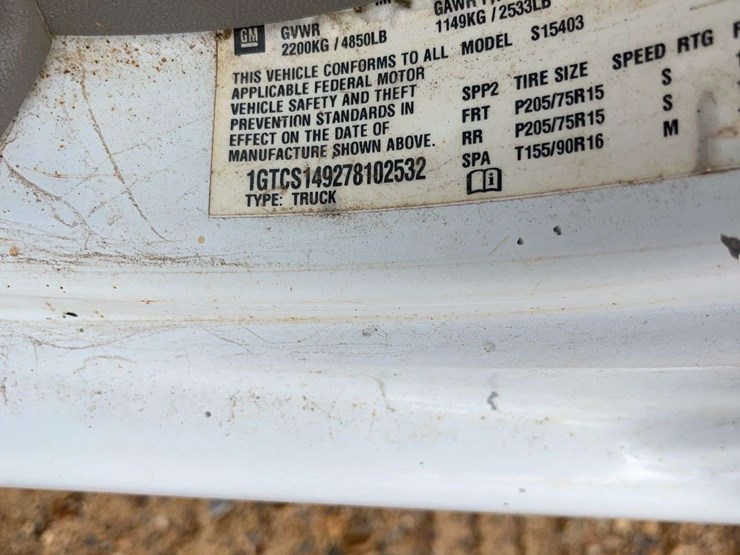 GM GVWR
2200KG / 4850LB
1149KG / 2533LB
THIS VEHICLE CONFORMS TO ALL
APPLICABLE FEDERAL MOTOR
VEHICLE SAFETY AND THEFT
PREVENTION STANDARDS IN
EFFECT ON THE DATE OF
MANUFACTURE SHOWN ABOVE.
1GTCS149278102532
TYPE: TRUCK
MODEL S15403
SPP2 TIRE SIZE SPEED RTG
FRT P205/75R15 S
RR P205/75R15 S
SPA T155/90R16 M